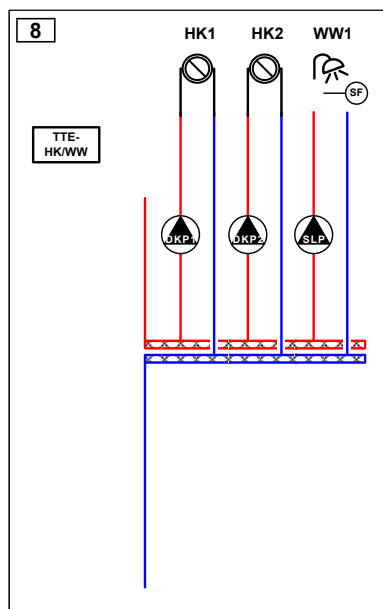 8
HK1 HK2 WW1
SF
TTE-
HK/WW
DKP1 DKP2 SLP